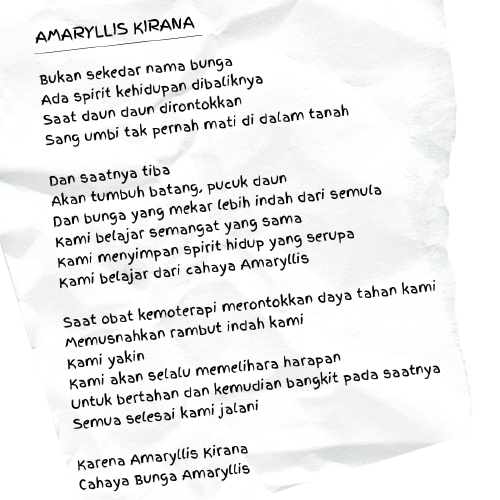 AMARYLLIS KIRANA
Bukan sekedar nama bunga
Ada spirit kehidupan dibaliknya
Saat daun daun dirontokkan
Sang umbi tak pernah mati di dalam tanah
Dan saatnya tiba
Akan tumbuh batang, pucuk daun
Dan bunga yang mekar lebih indah dari semula
Kami belajar semangat yang sama
Kami menyimpan spirit hidup yang serupa
Kami belajar dari cahaya Amaryllis
Saat obat kemoterapi merontokkan daya tahan kami
Memusnahkan rambut indah kami
Kami yakin
Kami akan selalu memelihara harapan
Untuk bertahan dan kemudian bangkit pada saatnya
Semua selesai kami jalani
Karena Amaryllis Kirana
Cahaya Bunga Amaryllis